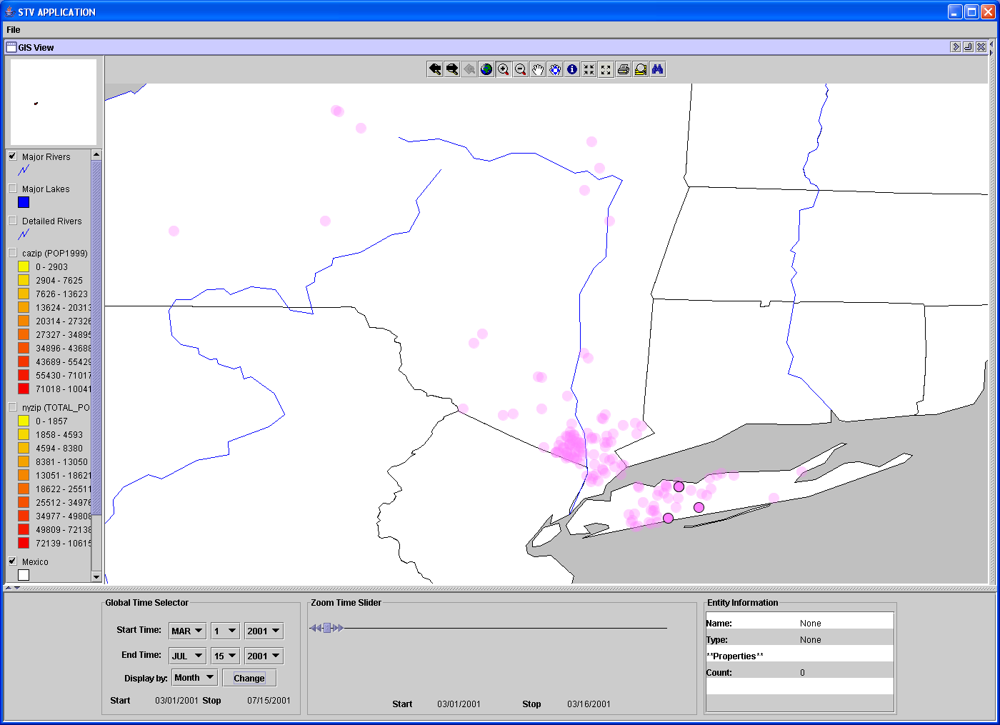 STV APPLICATION
File
GIS View
Major Rivers
Major Lakes
Detailed Rivers
cazip (POP1999)
0 - 2903
2904 - 7625
7626 - 13623
13624 - 20313
20314 - 27326
27327 - 34895
34896 - 43688
43689 - 55429
55430 - 71017
71018 - 10041
nyzip (TOTAL_PO
0 - 1857
1858 - 4593
4594 - 8380
8381 - 13050
13051 - 18621
18622 - 25511
25512 - 34976
34977 - 49808
49809 - 72138
72139 - 10615
Mexico
Global Time Selector
Start Time: MAR 1 2001
End Time: JUL 15 2001
Display by: Month Change
Start 03/01/2001 Stop 07/15/2001
Zoom Time Slider
Start 03/01/2001 Stop 03/16/2001
Entity Information
Name: None
Type: None
**Properties**
Count: 0